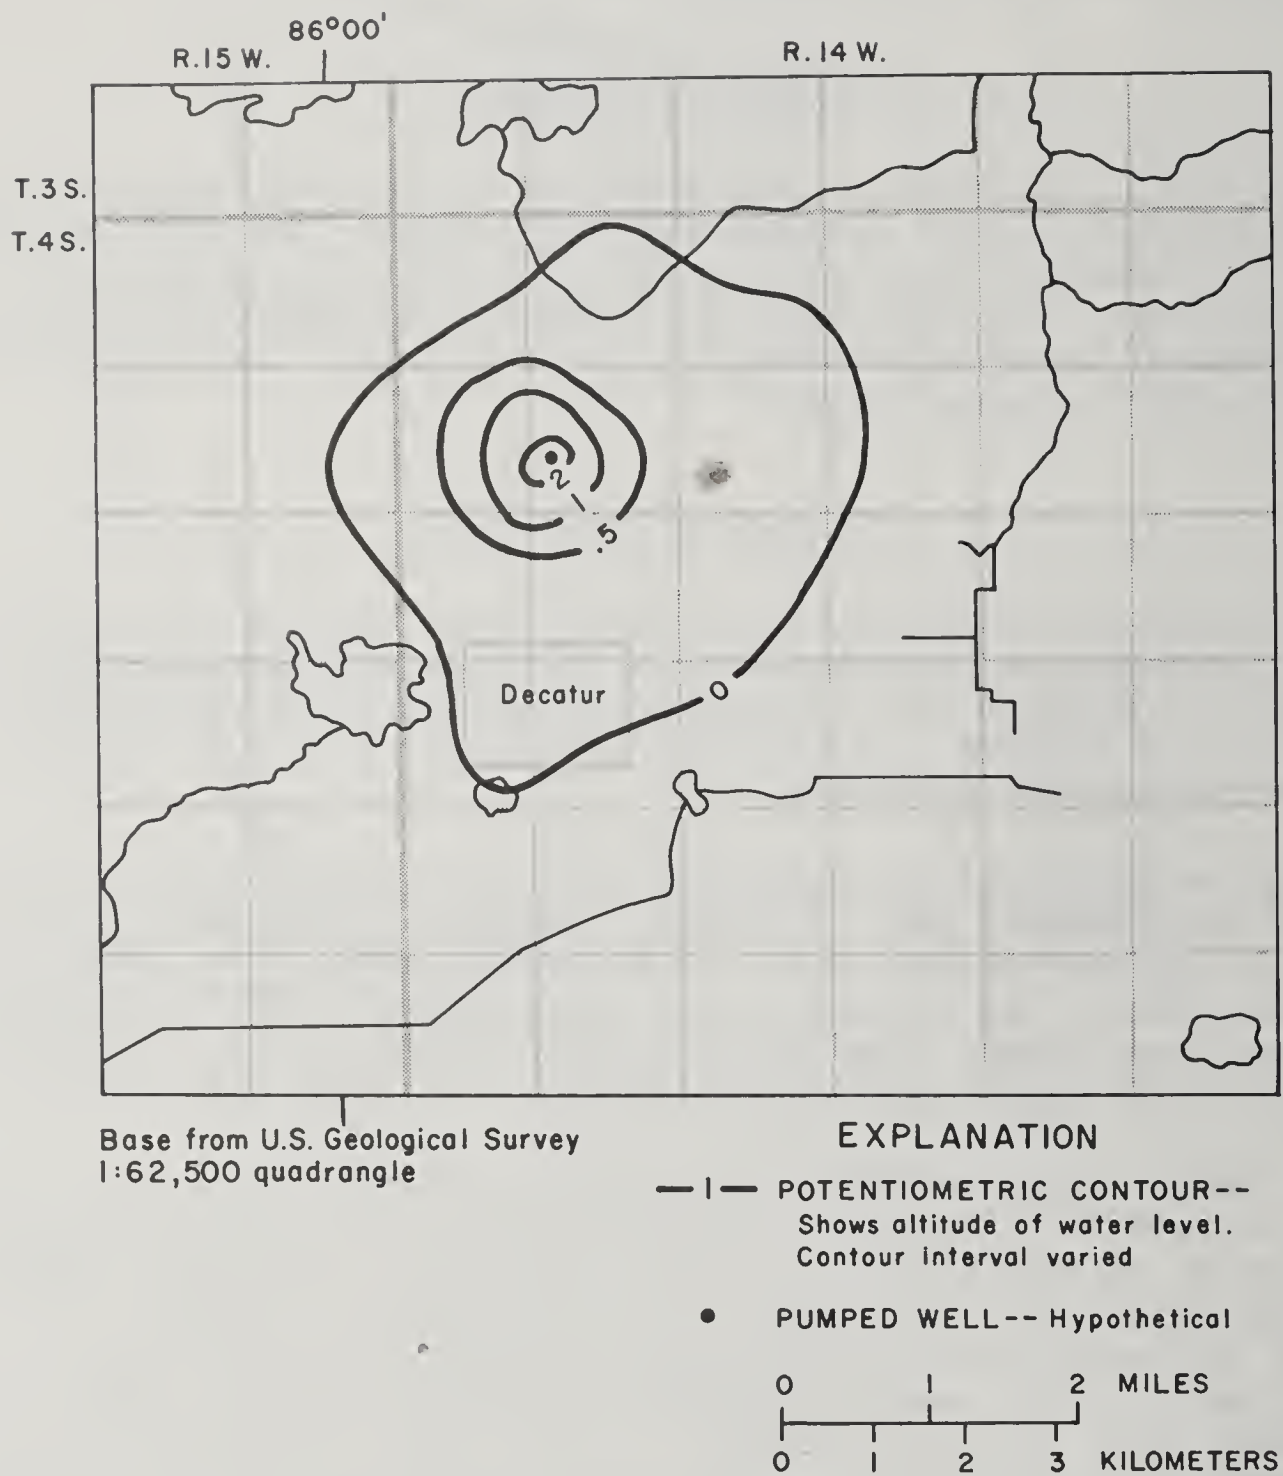 86°00'
R.15 W.
R.14 W.
T.3 S.
T.4 S.
2
1
.5
0
Decatur
Base from U.S. Geological Survey
1:62,500 quadrangle
EXPLANATION
1 POTENTIOMETRIC CONTOUR--
Shows altitude of water level.
Contour interval varied
PUMPED WELL-- Hypothetical
0 1 2 MILES
0 1 2 3 KILOMETERS